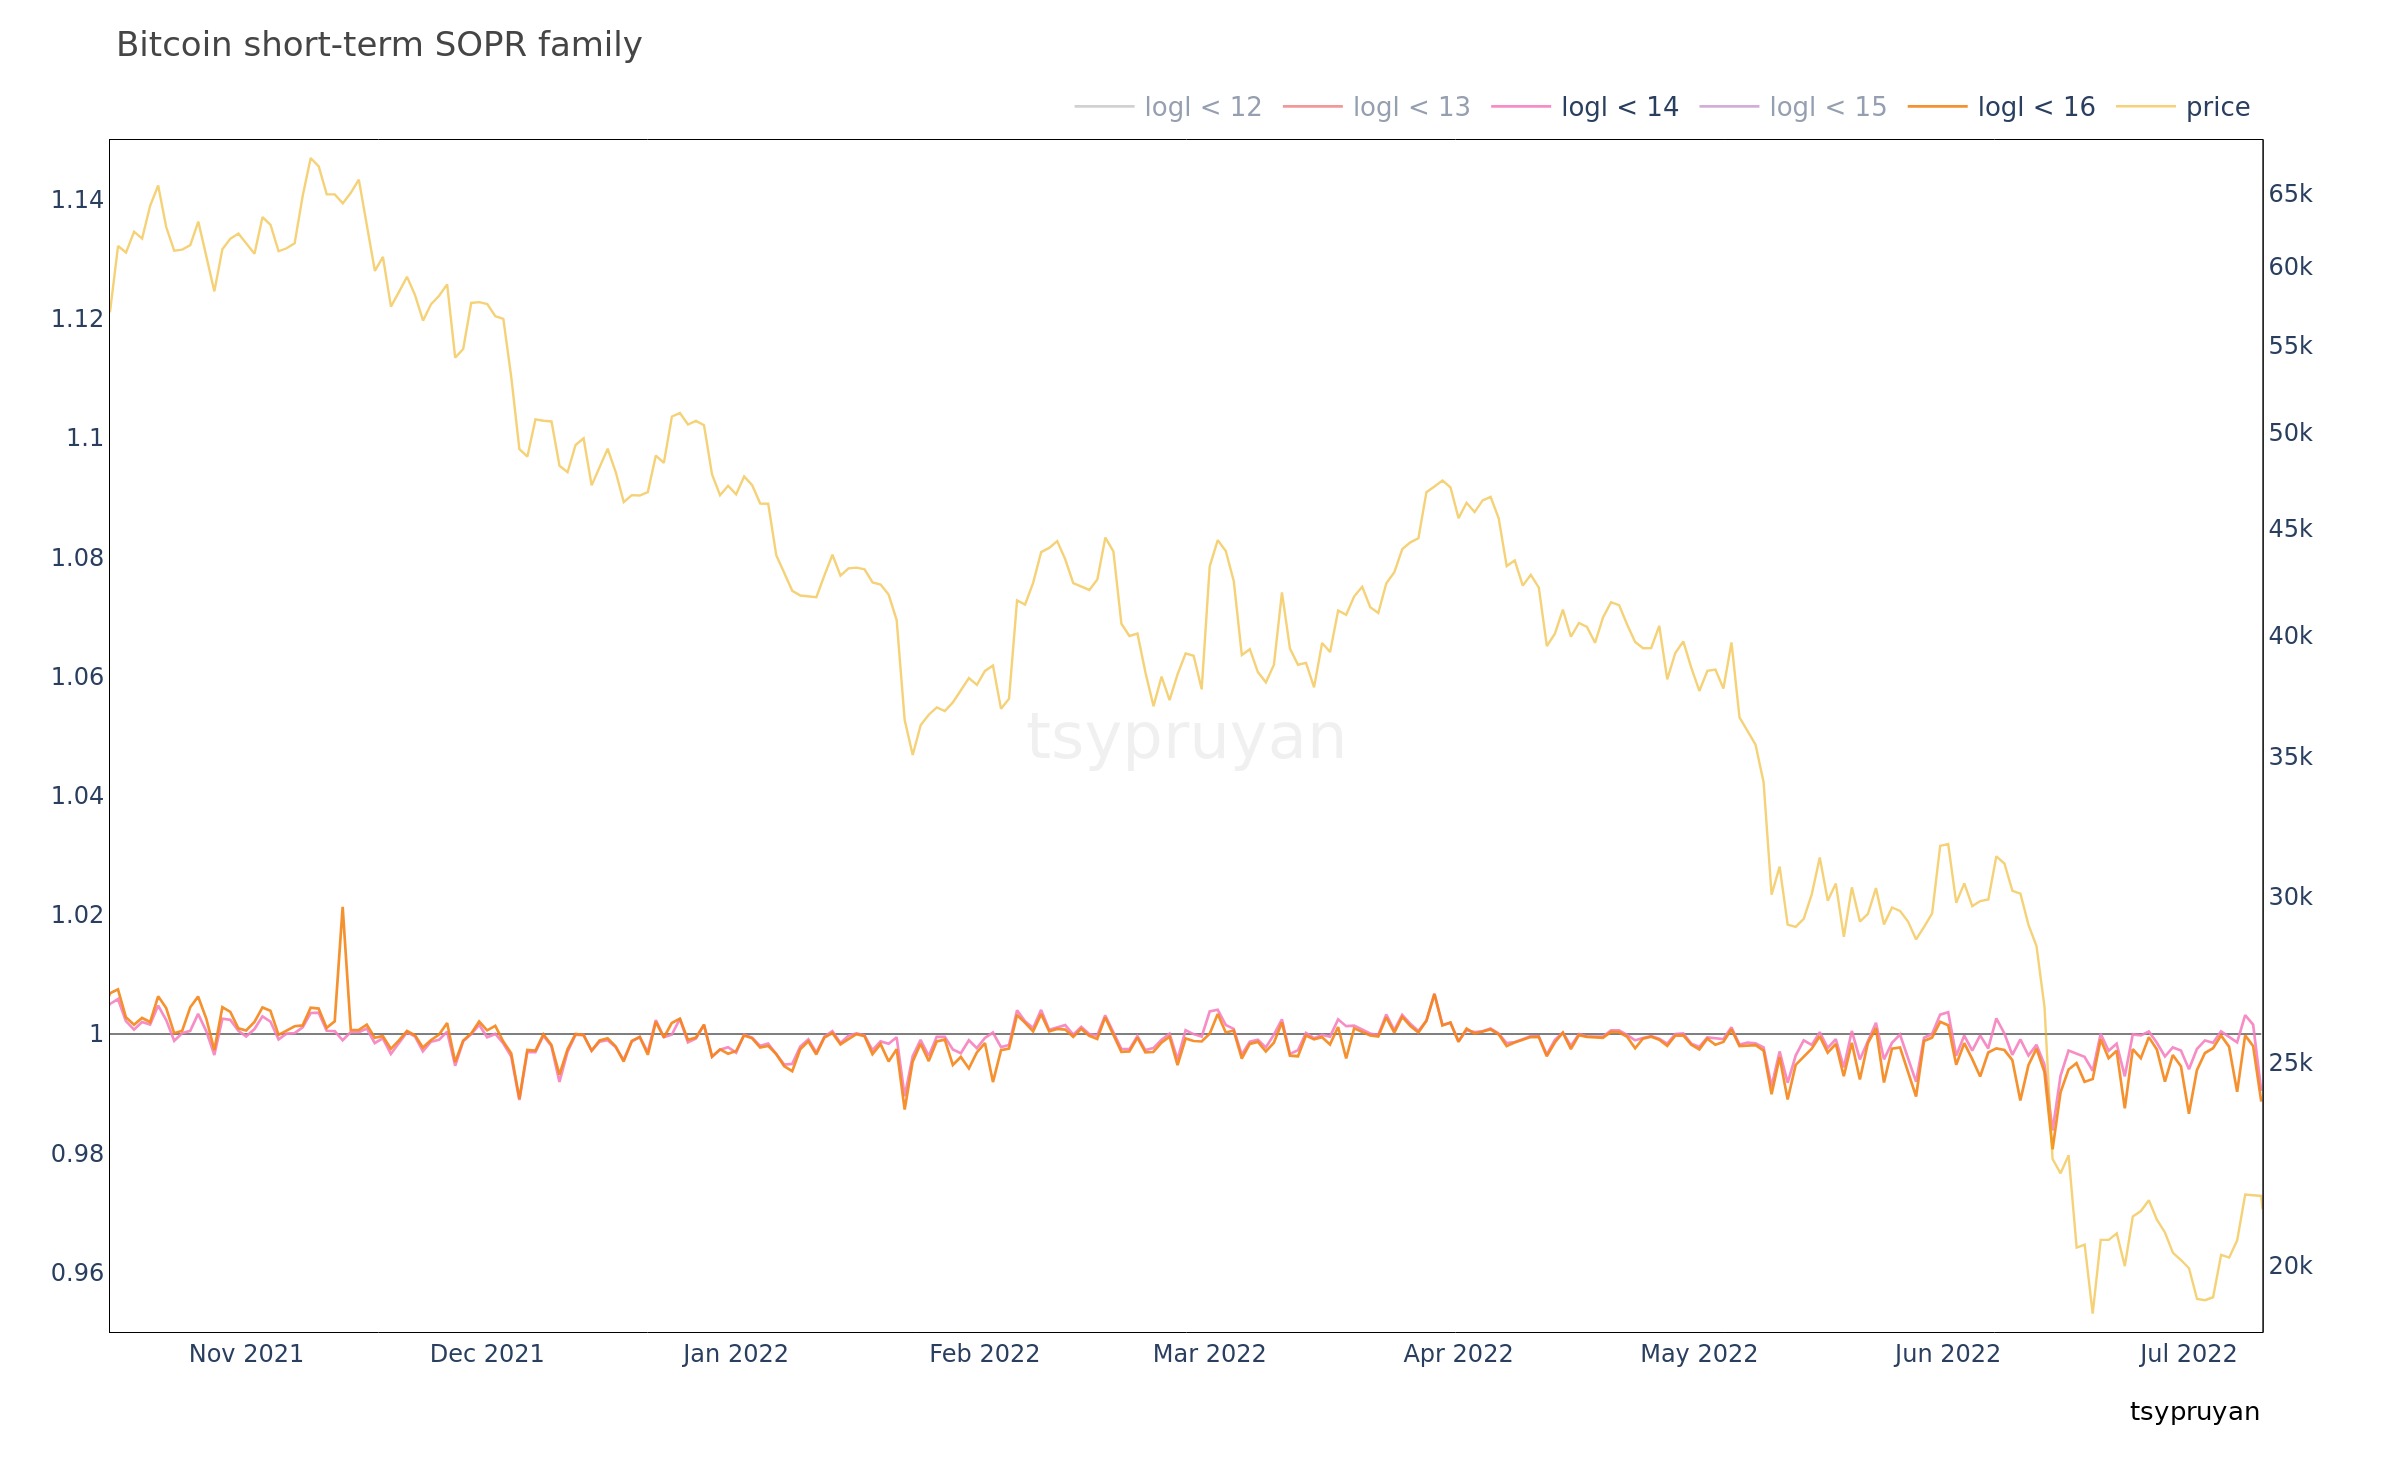 Bitcoin short-term SOPR family
logl < 12 logl < 13 logl < 14 logl < 15 logl < 16 price
1.14 65k
60k
1.12
55k
1.1 50k
45k
1.08
40k
1.06
tsypruyan
35k
1.04
30k
1.02
1
25k
0.98
0.96 20k
Nov 2021 Dec 2021 Jan 2022 Feb 2022 Mar 2022 Apr 2022 May 2022 Jun 2022 Jul 2022
tsypruyan